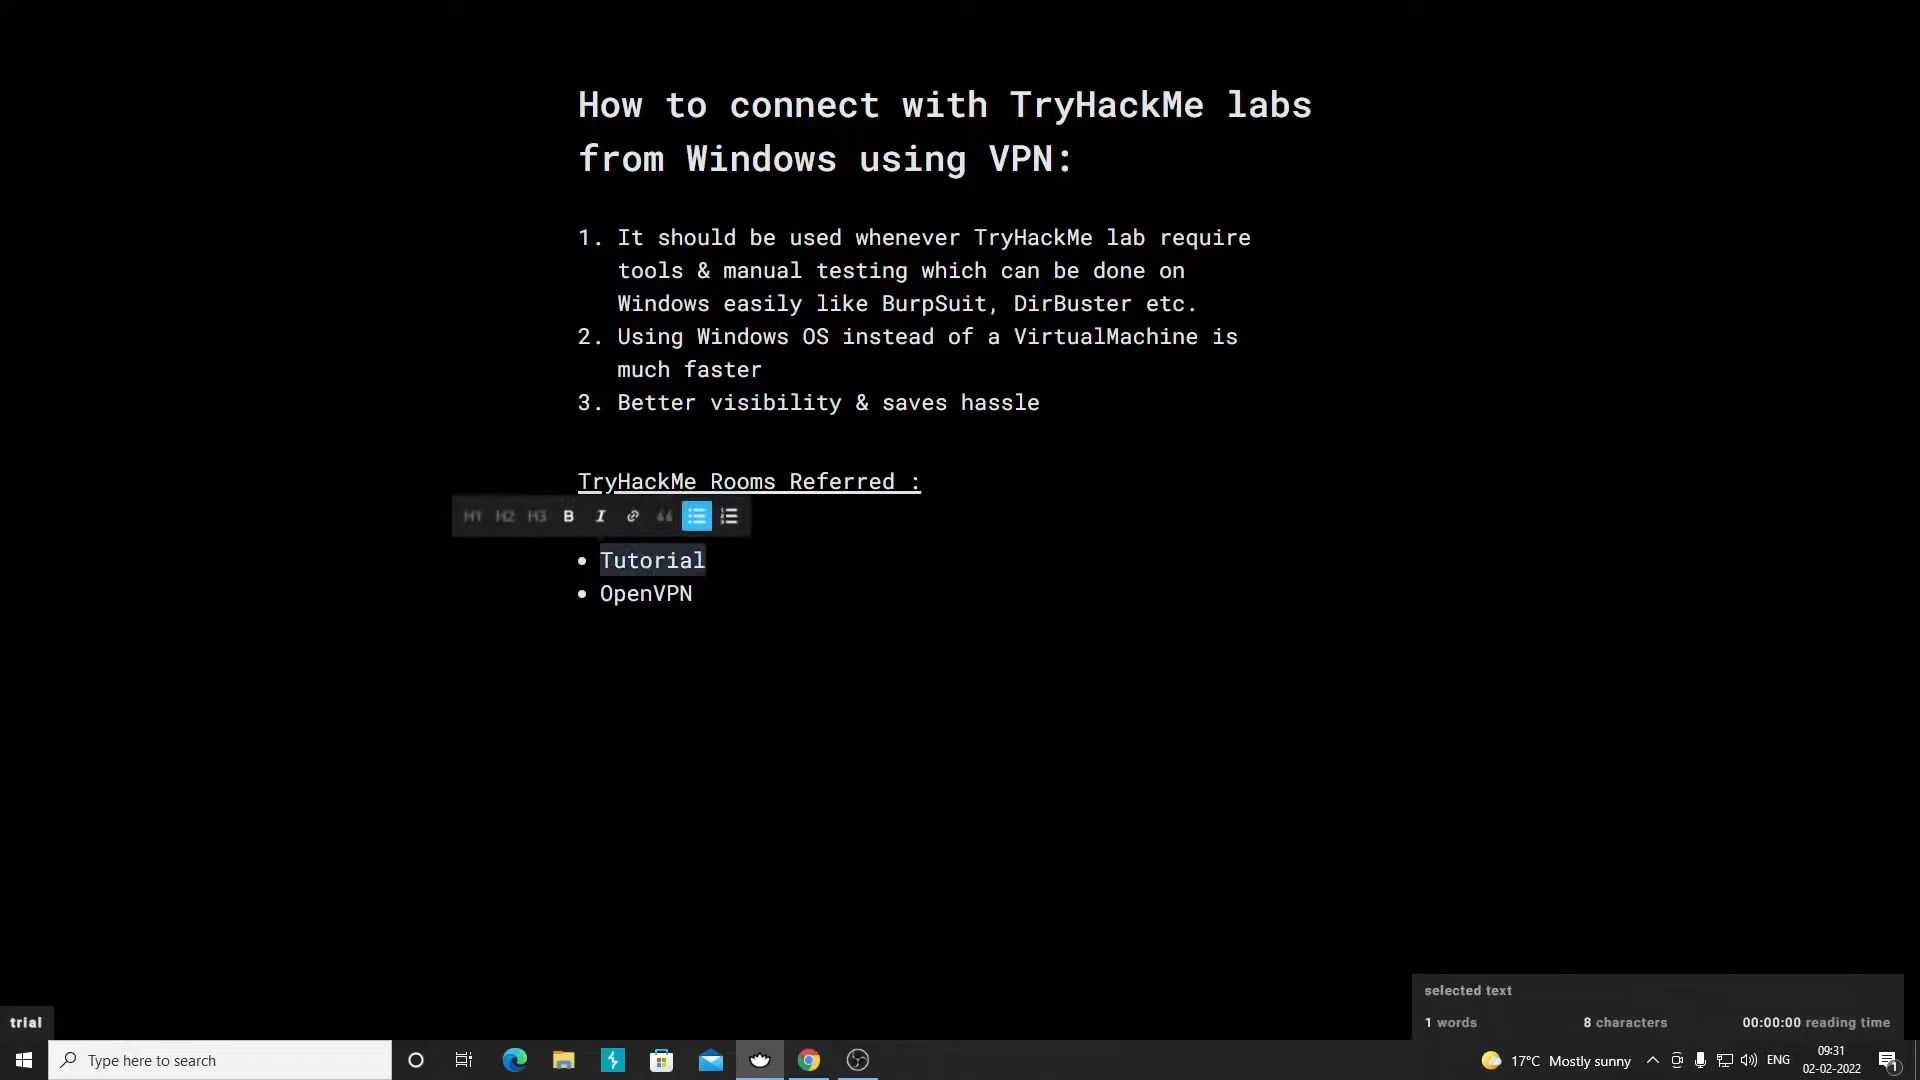 How to connect with TryHackMe labs
from Windows using VPN:
1. It should be used whenever TryHackMe lab require
tools & manual testing which can be done on
Windows easily like BurpSuit, DirBuster etc.
2. Using Windows OS instead of a VirtualMachine is
much faster
3. Better visibility & saves hassle
TryHackMe Rooms Referred :
H1 H2 H3 B I
• Tutorial
• OpenVPN
selected text
1 words 8 characters 00:00:00 reading time
trial
Type here to search
17°C Mostly sunny
ENG
09:31
02-02-2022
1